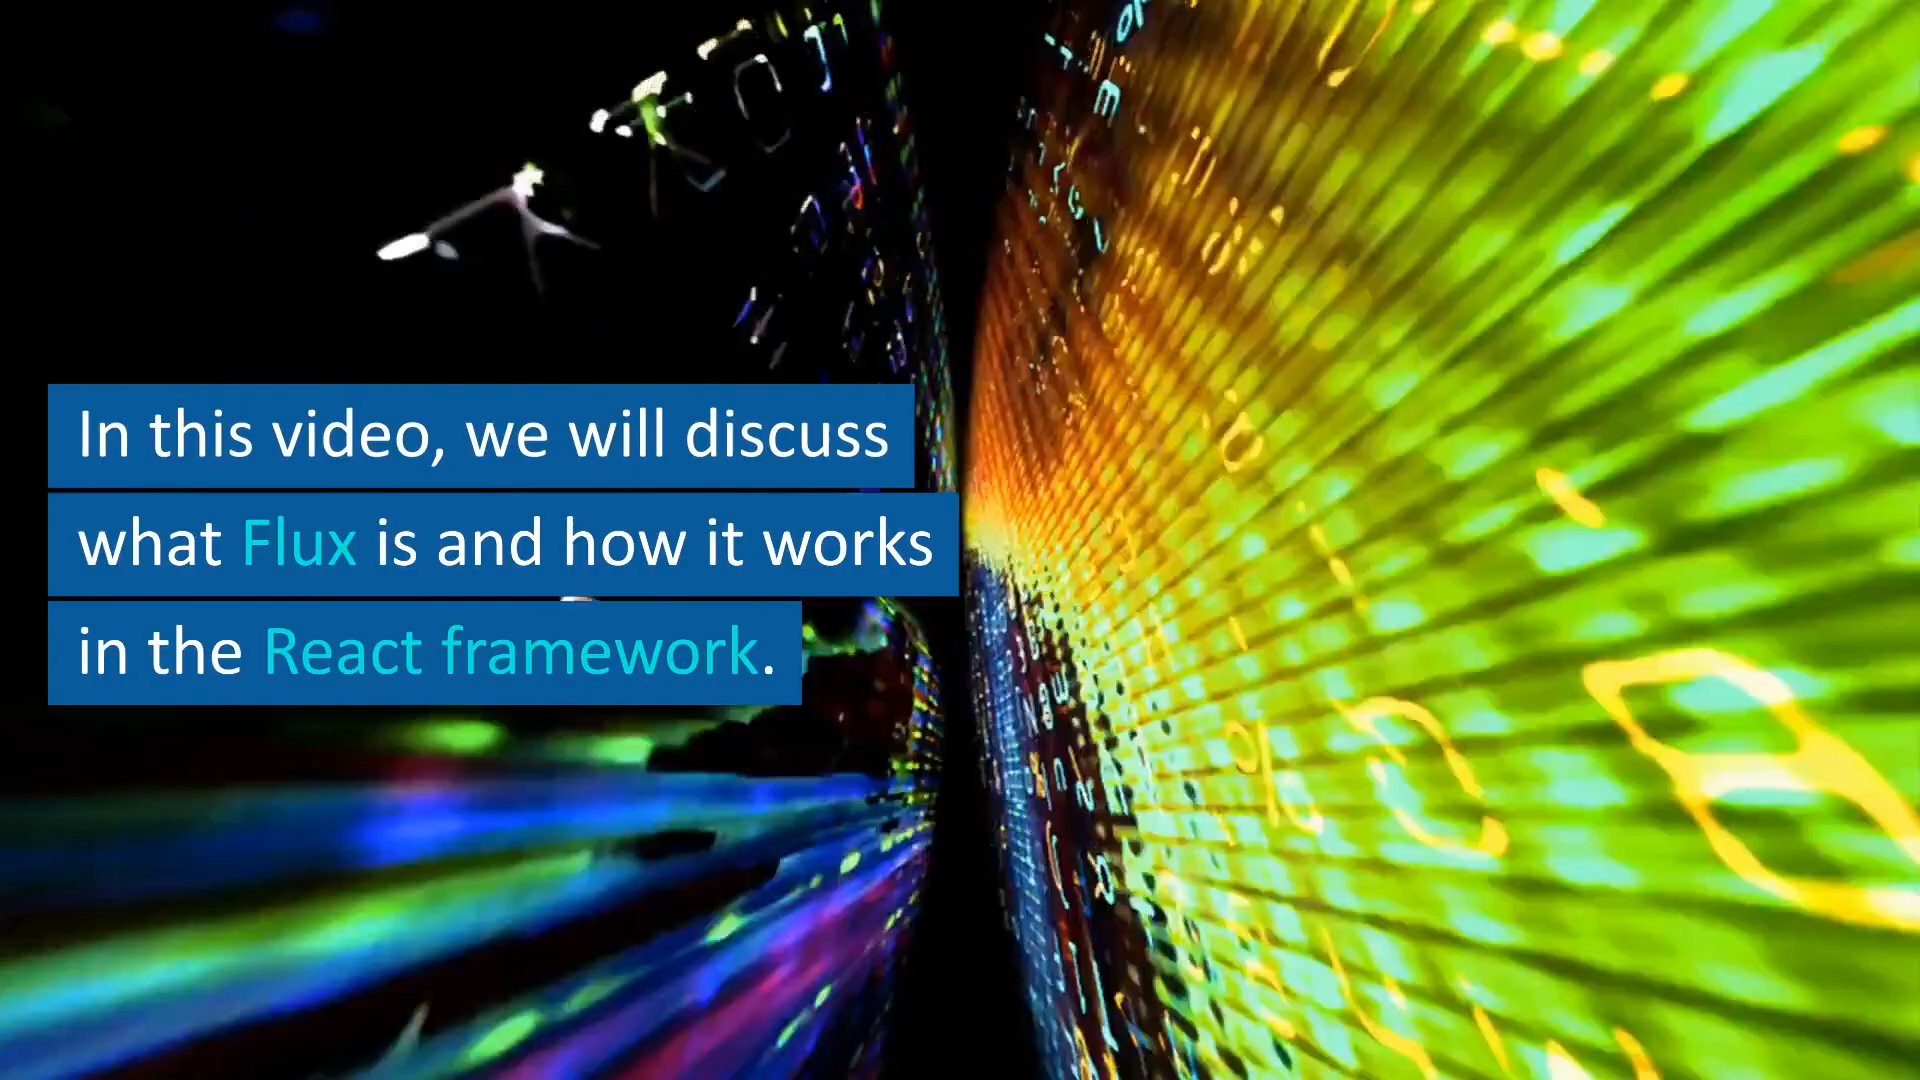 In this video, we will discuss
what Flux is and how it works
in the React framework.